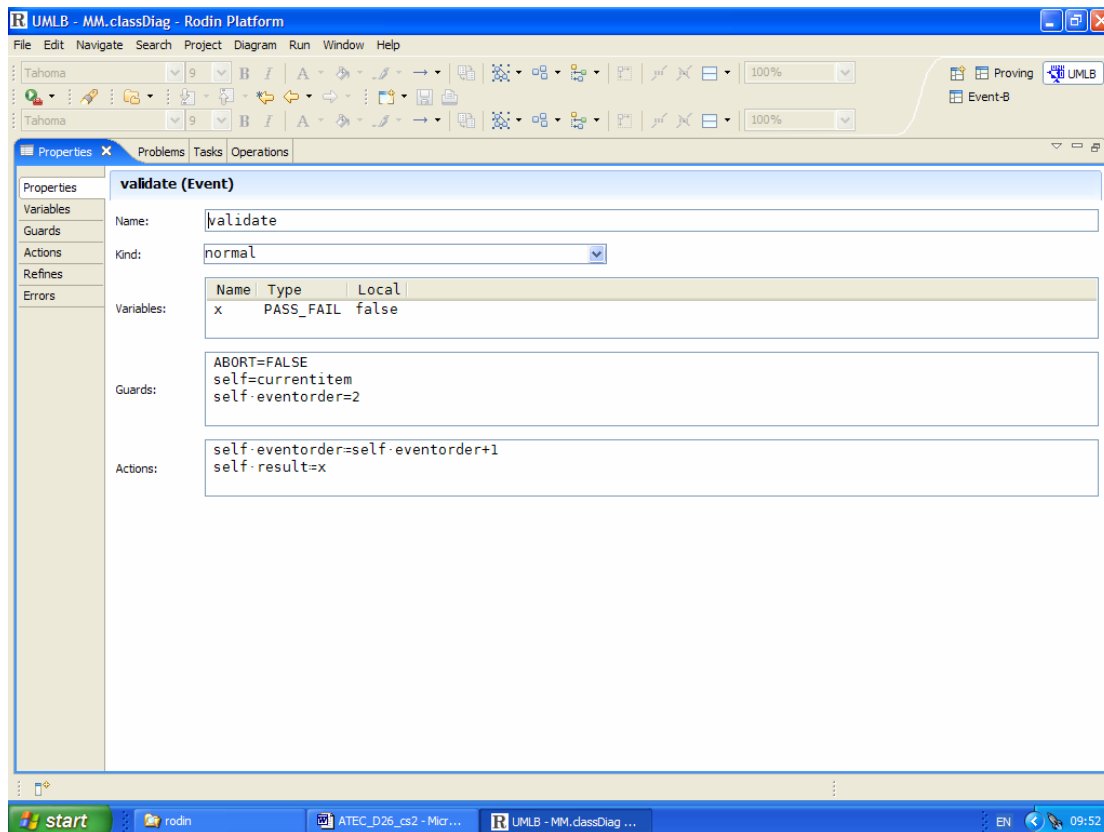 UMLB - MM.classDiag - Rodin Platform
File Edit Navigate Search Project Diagram Run Window Help
Tahoma 9 B I A 100%
Proving UMLB
Event-B
Tahoma 9 B I A 100%
Properties Problems Tasks Operations
Properties
Variables
Guards
Actions
Refines
Errors
validate (Event)
Name: validate
Kind: normal
Variables:
Name Type Local
x PASS_FAIL false
Guards:
ABORT=FALSE
self=currentitem
self·eventorder=2
Actions:
self·eventorder≔self·eventorder+1
self·result≔x
start rodin ATEC_D26_cs2 - Micr... UMLB - MM.classDiag ... EN 09:52